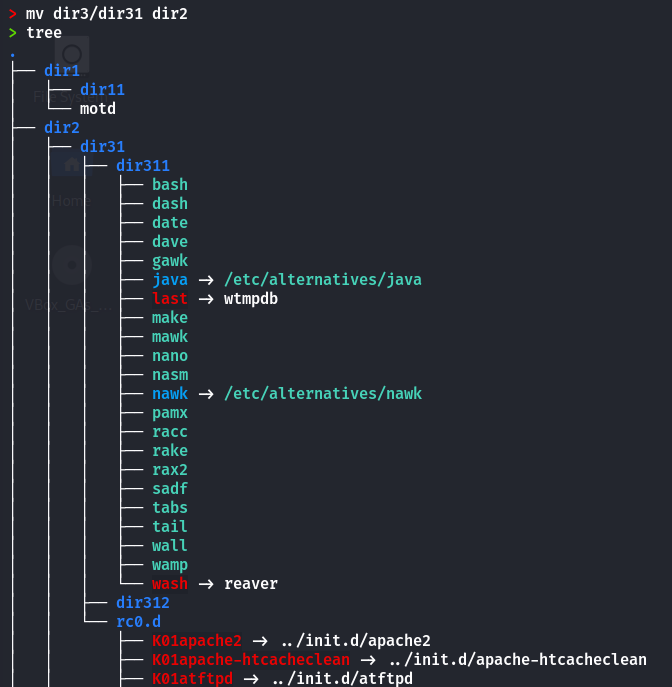 > mv dir3/dir31 dir2
> tree
.
├── dir1
│   ├── dir11
│   └── motd
├── dir2
│   ├── dir31
│   │   ├── dir311
│   │   │   ├── bash
│   │   │   ├── dash
│   │   │   ├── date
│   │   │   ├── dave
│   │   │   ├── gawk
│   │   │   ├── java -> /etc/alternatives/java
│   │   │   ├── last -> wtmpdb
│   │   │   ├── make
│   │   │   ├── mawk
│   │   │   ├── nano
│   │   │   ├── nasm
│   │   │   ├── nawk -> /etc/alternatives/nawk
│   │   │   ├── pamx
│   │   │   ├── racc
│   │   │   ├── rake
│   │   │   ├── rax2
│   │   │   ├── sadf
│   │   │   ├── tabs
│   │   │   ├── tail
│   │   │   ├── wall
│   │   │   ├── wamp
│   │   │   └── wash -> reaver
│   │   ├── dir312
│   │   └── rc0.d
│   │       ├── K01apache2 -> ../init.d/apache2
│   │       ├── K01apache-htcacheclean -> ../init.d/apache-htcacheclean
│   │       ├── K01atftpd -> ../init.d/atftpd
Home
VBox_GAs_...